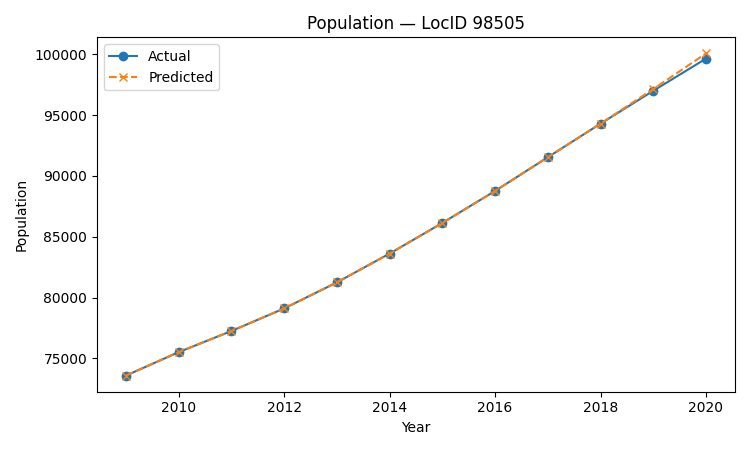 Population — LocID 98505
Actual
Predicted
100000
95000
90000
85000
80000
75000
Population
2010 2012 2014 2016 2018 2020
Year